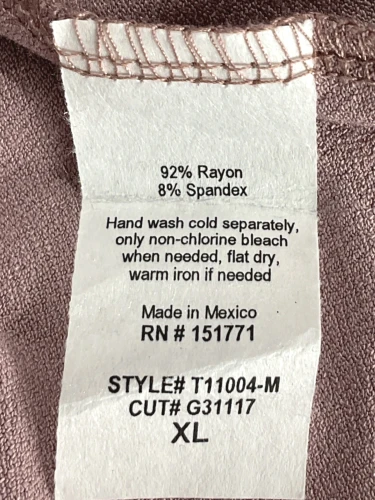 92% Rayon
8% Spandex
Hand wash cold separately,
only non-chlorine bleach
when needed, flat dry,
warm iron if needed
Made in Mexico
RN # 151771
STYLE# T11004-M
CUT# G31117
XL